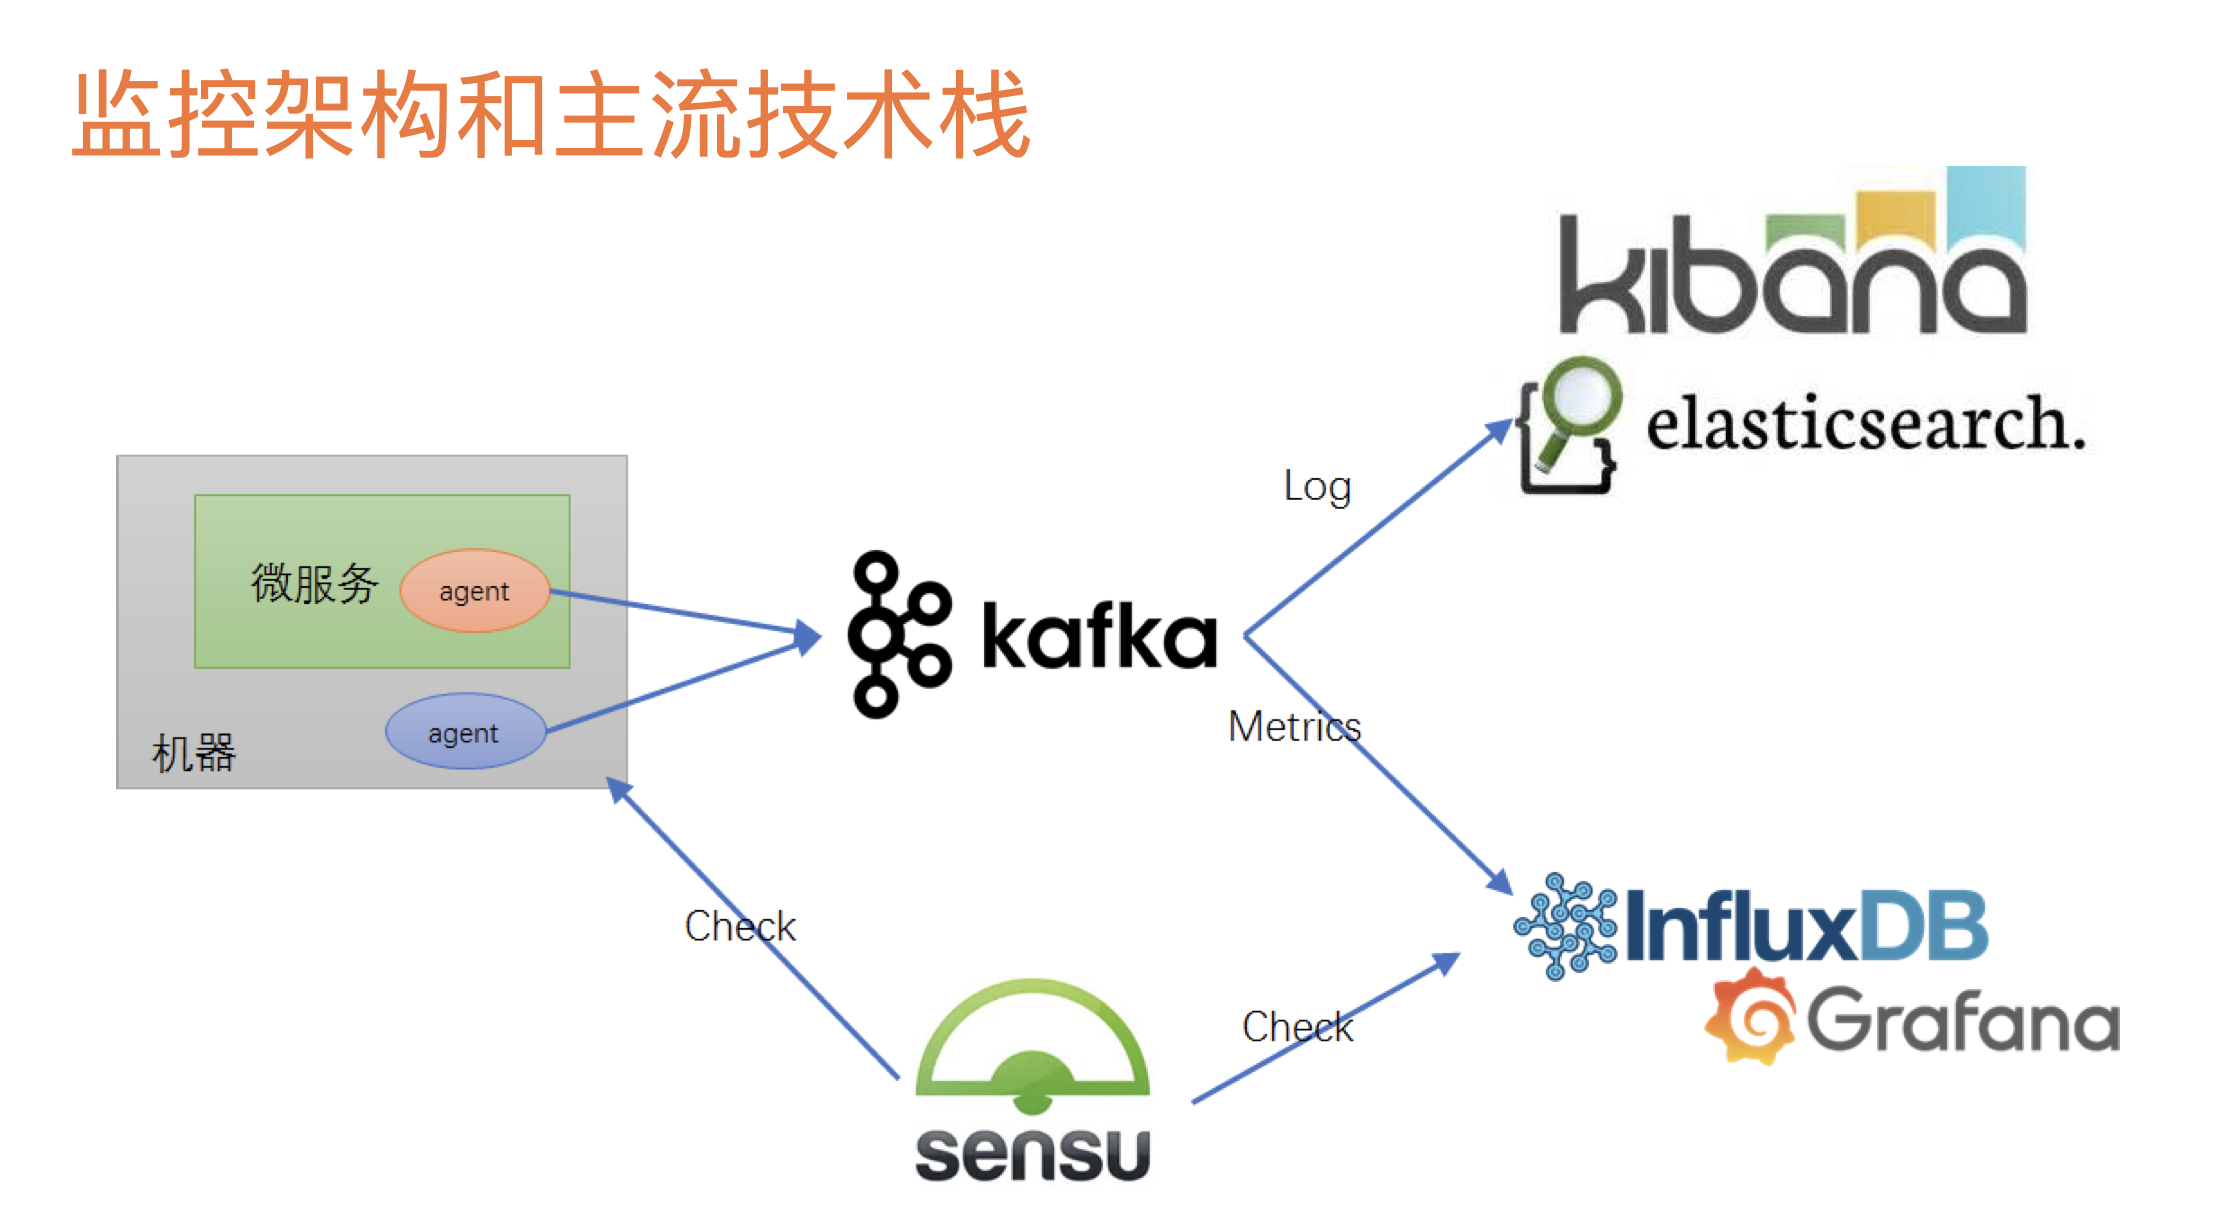 监控架构和主流技术栈
kibana
elasticsearch.
Log
微服务
agent
kafka
agent
机器
Metrics
Check
InfluxDB
Grafana
Check
sensu